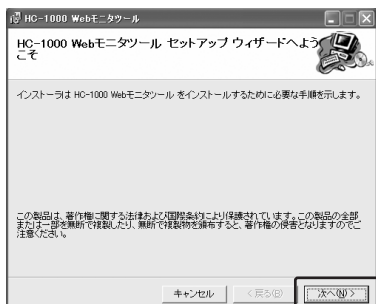 HC-1000 Webモニタツール
HC-1000 Webモニタツール セットアップ ウィザードへよう
こそ
インストーラは HC-1000 Webモニタツール をインストールするために必要な手順を示します。
この製品は、著作権に関する法律および国際条約により保護されています。この製品の全部
または一部を無断で複製したり、無断で複製物を頒布すると、著作権の侵害となりますのでご
注意ください。
キャンセル < 戻る(B) 次へ(N) >